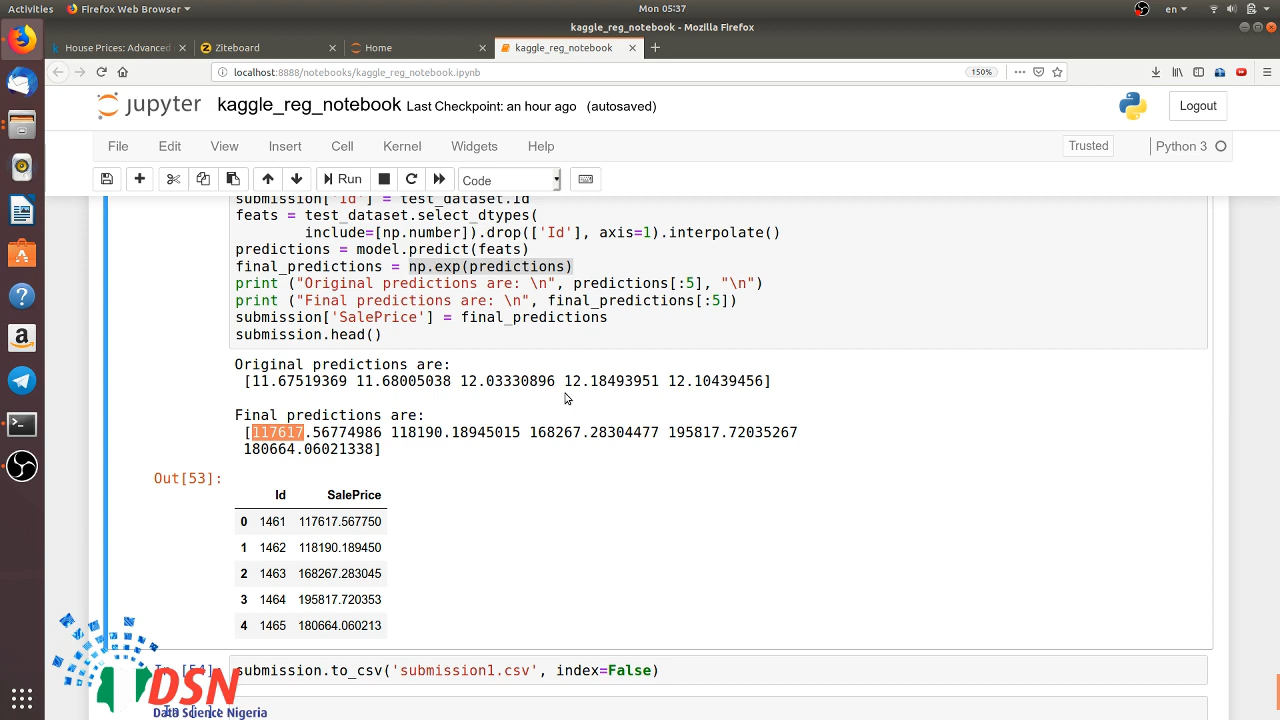 Activities Firefox Web Browser Mon 05:37 en
kaggle_reg_notebook - Mozilla Firefox
House Prices: Advanced Ziteboard Home kaggle_reg_notebook
localhost:8888/notebooks/kaggle_reg_notebook.ipynb 150%
jupyter kaggle_reg_notebook Last Checkpoint: an hour ago (autosaved) Logout
File Edit View Insert Cell Kernel Widgets Help Trusted Python 3
Run Code
submission['Id'] = test_dataset.Id
feats = test_dataset.select_dtypes(
include=[np.number]).drop(['Id'], axis=1).interpolate()
predictions = model.predict(feats)
final_predictions = np.exp(predictions)
print ("Original predictions are: \n", predictions[:5], "\n")
print ("Final predictions are: \n", final_predictions[:5])
submission['SalePrice'] = final_predictions
submission.head()
Original predictions are:
[11.67519369 11.68005038 12.03330896 12.18493951 12.10439456]
Final predictions are:
[117617.56774986 118190.18945015 168267.28304477 195817.72035267
180664.06021338]
Out[53]:
Id SalePrice
0 1461 117617.567750
1 1462 118190.189450
2 1463 168267.283045
3 1464 195817.720353
4 1465 180664.060213
In [54] submission.to_csv('submission1.csv', index=False)
DSN
Data Science Nigeria